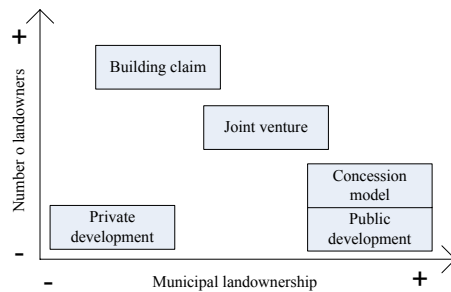 +
Number o landowners
-
Building claim
Joint venture
Concession
model
Public
development
Private
development
-
Municipal landownership
+